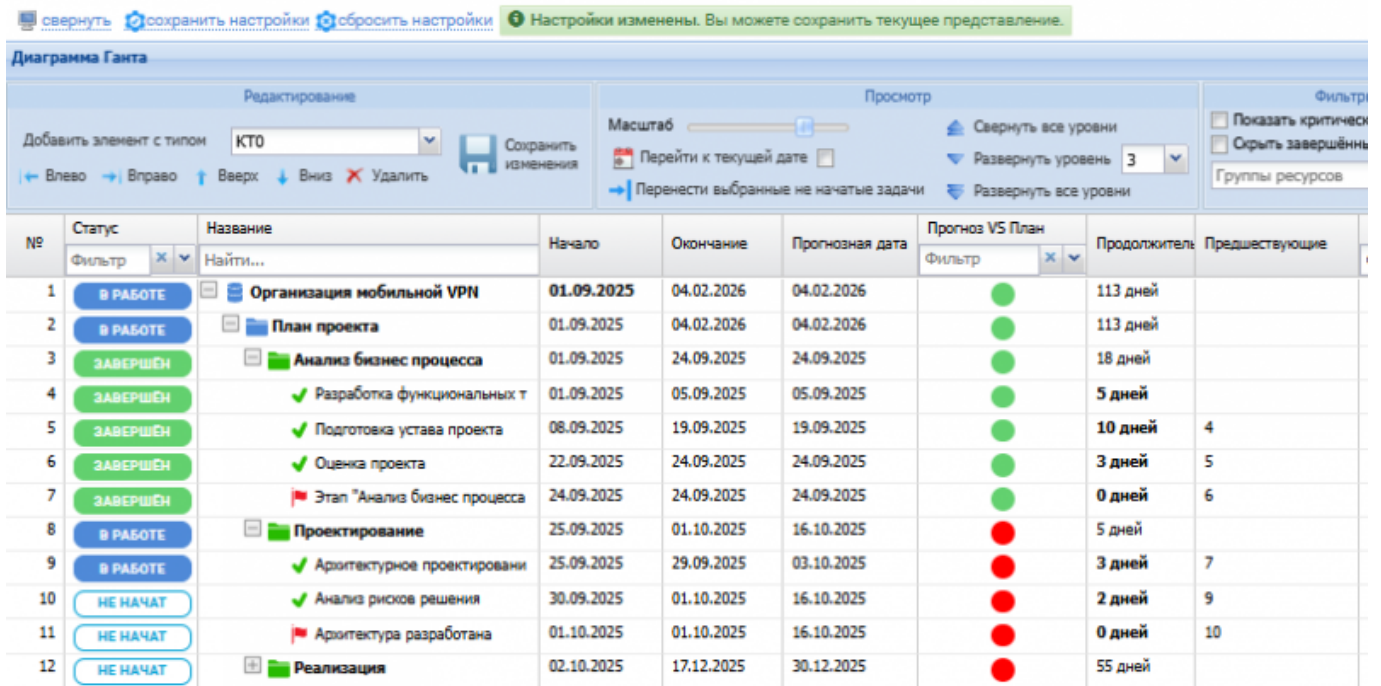 свернуть сохранить настройки сбросить настройки Настройки изменены. Вы можете сохранить текущее представление.
Диаграмма Ганта
Редактирование Просмотр Фильтр
Добавить элемент с типом КТ0 Сохранить изменения
Влево Вправо Вверх Вниз Удалить
Масштаб Свернуть все уровни
Перейти к текущей дате Развернуть уровень 3
Перенести выбранные не начатые задачи Развернуть все уровни
Показать критическ
Скрыть завершённы
Группы ресурсов
№ Статус Название Начало Окончание Прогнозная дата Прогноз VS План Продолжитель Предшествующие
Фильтр Найти... Фильтр
1 В РАБОТЕ Организация мобильной VPN 01.09.2025 04.02.2026 04.02.2026 113 дней
2 В РАБОТЕ План проекта 01.09.2025 04.02.2026 04.02.2026 113 дней
3 ЗАВЕРШЁН Анализ бизнес процесса 01.09.2025 24.09.2025 24.09.2025 18 дней
4 ЗАВЕРШЁН Разработка функциональных т 01.09.2025 05.09.2025 05.09.2025 5 дней
5 ЗАВЕРШЁН Подготовка устава проекта 08.09.2025 19.09.2025 19.09.2025 10 дней 4
6 ЗАВЕРШЁН Оценка проекта 22.09.2025 24.09.2025 24.09.2025 3 дней 5
7 ЗАВЕРШЁН Этап "Анализ бизнес процесса 24.09.2025 24.09.2025 24.09.2025 0 дней 6
8 В РАБОТЕ Проектирование 25.09.2025 01.10.2025 16.10.2025 5 дней
9 В РАБОТЕ Архитектурное проектировани 25.09.2025 29.09.2025 03.10.2025 3 дней 7
10 НЕ НАЧАТ Анализ рисков решения 30.09.2025 01.10.2025 16.10.2025 2 дней 9
11 НЕ НАЧАТ Архитектура разработана 01.10.2025 01.10.2025 16.10.2025 0 дней 10
12 НЕ НАЧАТ Реализация 02.10.2025 17.12.2025 30.12.2025 55 дней